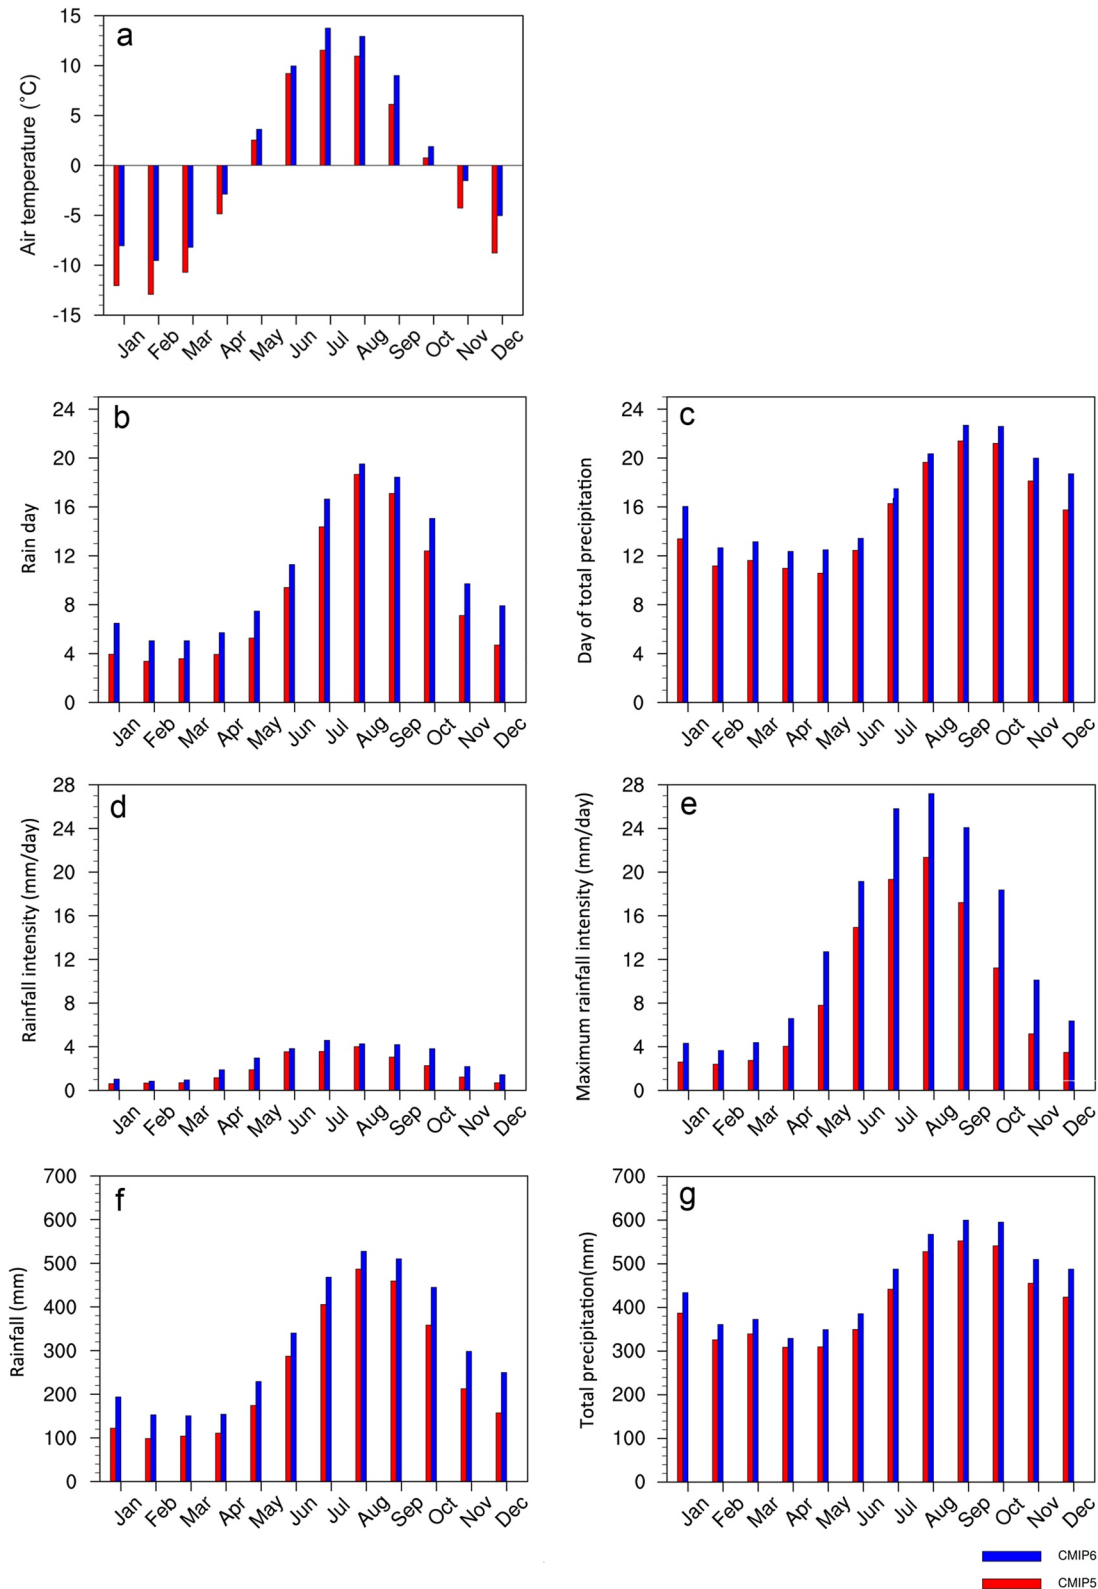 a
Air temperature (°C)
15
10
5
0
-5
-10
-15
Jan Feb Mar Apr May Jun Jul Aug Sep Oct Nov Dec
b
Rain day
24
20
16
12
8
4
0
Jan Feb Mar Apr May Jun Jul Aug Sep Oct Nov Dec
c
Day of total precipitation
24
20
16
12
8
4
0
Jan Feb Mar Apr May Jun Jul Aug Sep Oct Nov Dec
d
Rainfall intensity (mm/day)
28
24
20
16
12
8
4
0
Jan Feb Mar Apr May Jun Jul Aug Sep Oct Nov Dec
e
Maximum rainfall intensity (mm/day)
28
24
20
16
12
8
4
0
Jan Feb Mar Apr May Jun Jul Aug Sep Oct Nov Dec
f
Rainfall (mm)
700
600
500
400
300
200
100
0
Jan Feb Mar Apr May Jun Jul Aug Sep Oct Nov Dec
g
Total precipitation(mm)
700
600
500
400
300
200
100
0
Jan Feb Mar Apr May Jun Jul Aug Sep Oct Nov Dec
CMIP6
CMIP5